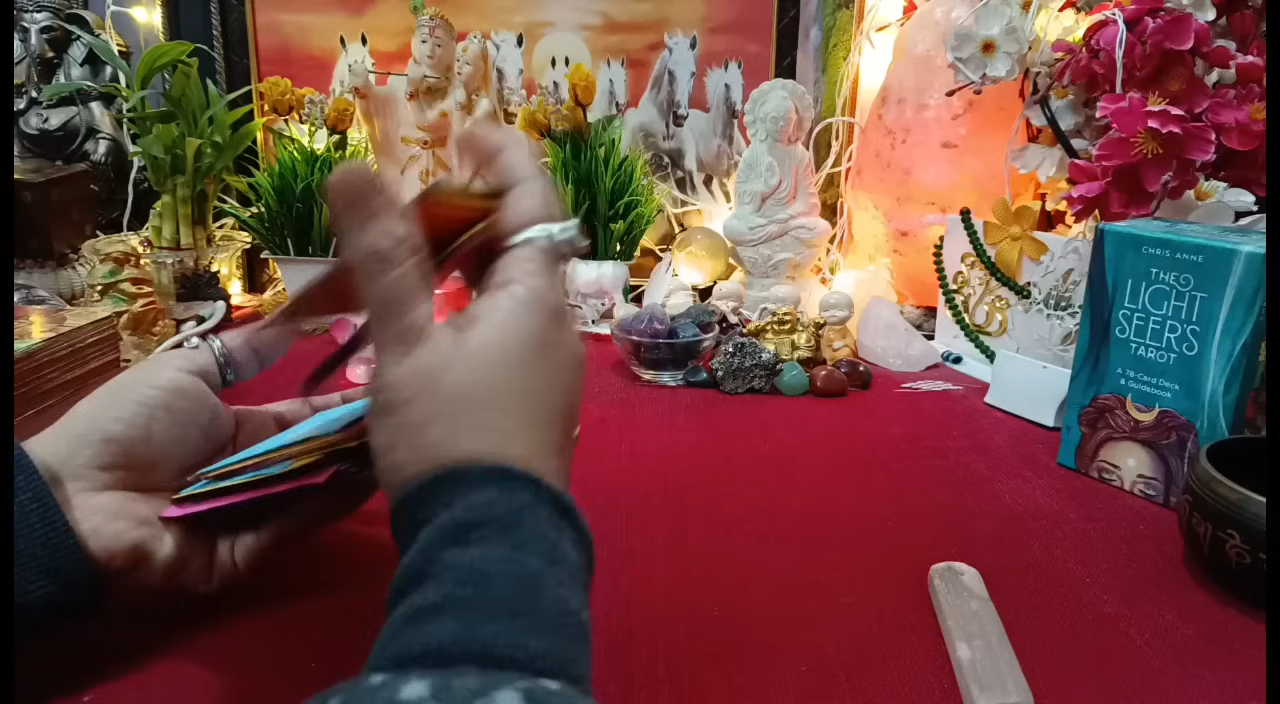 CHRIS-ANNE
THE
LIGHT
SEER'S
TAROT
A 78-Card Deck
& Guidebook